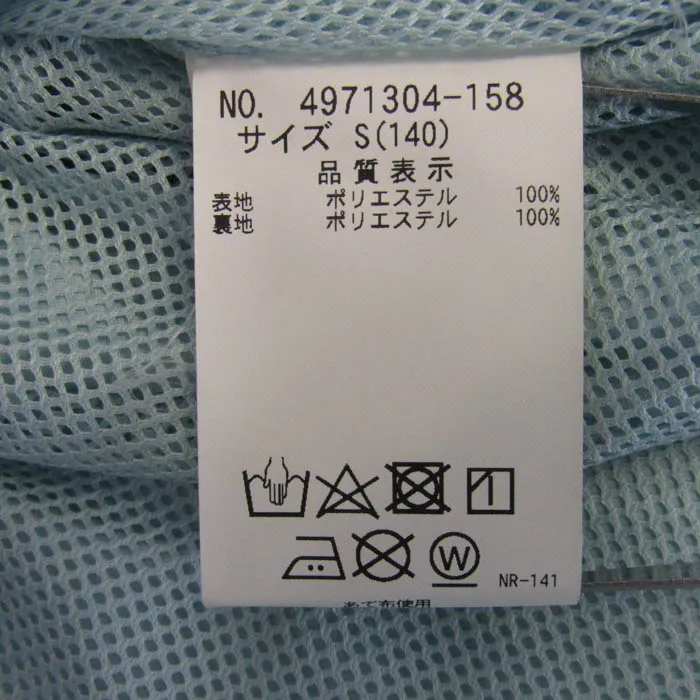 NO. 4971304-158
サイズ S(140)
品質表示
表地 ポリエステル 100%
裏地 ポリエステル 100%
W
NR-141